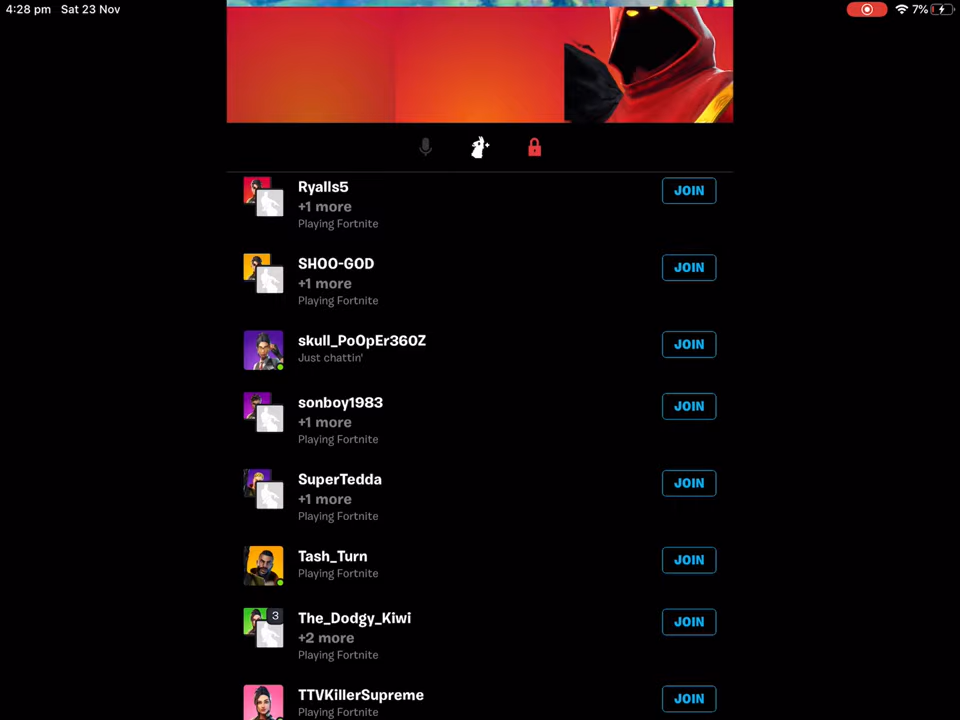 4:28 pm Sat 23 Nov 7%
Ryalls5 JOIN
+1 more
Playing Fortnite
SHOO-GOD JOIN
+1 more
Playing Fortnite
skull_PoOpEr360Z JOIN
Just chattin'
sonboy1983 JOIN
+1 more
Playing Fortnite
SuperTedda JOIN
+1 more
Playing Fortnite
Tash_Turn JOIN
Playing Fortnite
3 The_Dodgy_Kiwi JOIN
+2 more
Playing Fortnite
TTVKillerSupreme JOIN
Playing Fortnite